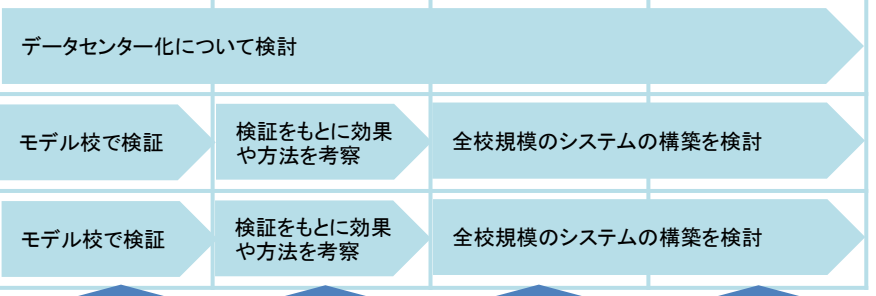 データセンター化について検討
モデル校で検証
検証をもとに効果
や方法を考察
全校規模のシステムの構築を検討
モデル校で検証
検証をもとに効果
や方法を考察
全校規模のシステムの構築を検討